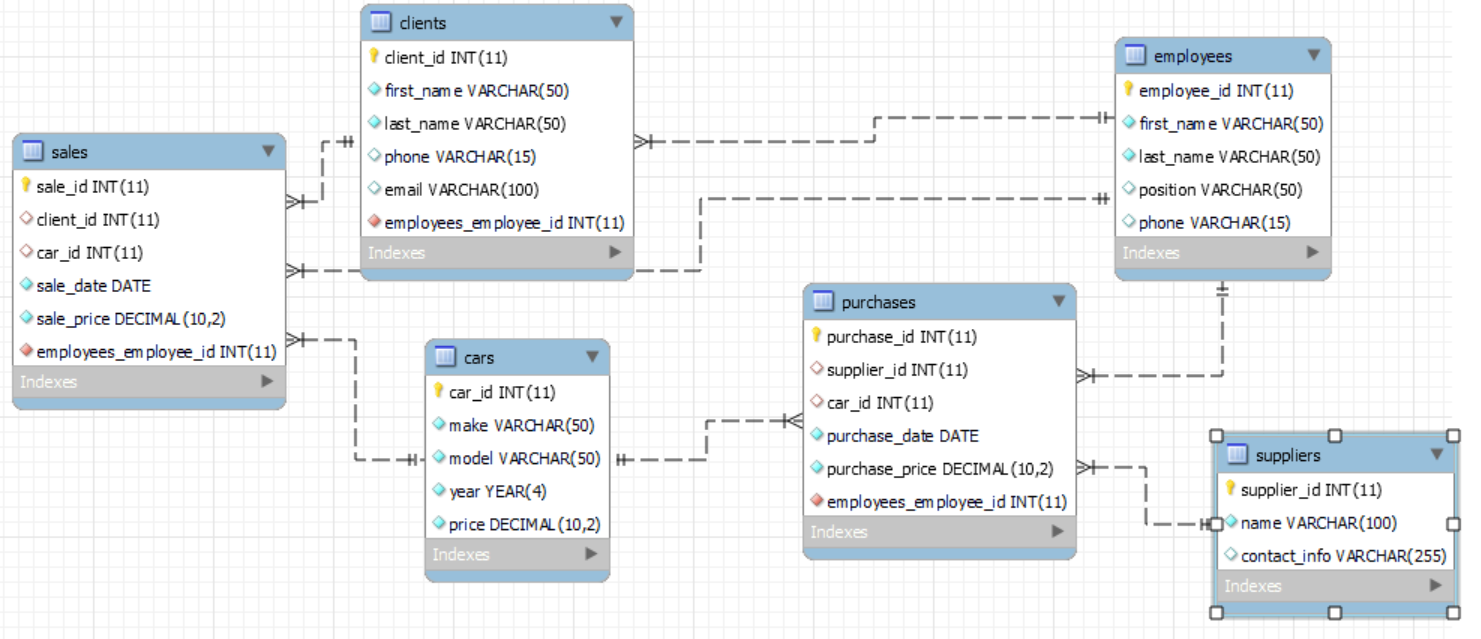 clients
client_id INT(11)
first_name VARCHAR(50)
last_name VARCHAR(50)
phone VARCHAR(15)
email VARCHAR(100)
employees_employee_id INT(11)
Indexes
employees
employee_id INT(11)
first_name VARCHAR(50)
last_name VARCHAR(50)
position VARCHAR(50)
phone VARCHAR(15)
Indexes
sales
sale_id INT(11)
client_id INT(11)
car_id INT(11)
sale_date DATE
sale_price DECIMAL(10,2)
employees_employee_id INT(11)
Indexes
cars
car_id INT(11)
make VARCHAR(50)
model VARCHAR(50)
year YEAR(4)
price DECIMAL(10,2)
Indexes
purchases
purchase_id INT(11)
supplier_id INT(11)
car_id INT(11)
purchase_date DATE
purchase_price DECIMAL(10,2)
employees_employee_id INT(11)
Indexes
suppliers
supplier_id INT(11)
name VARCHAR(100)
contact_info VARCHAR(255)
Indexes